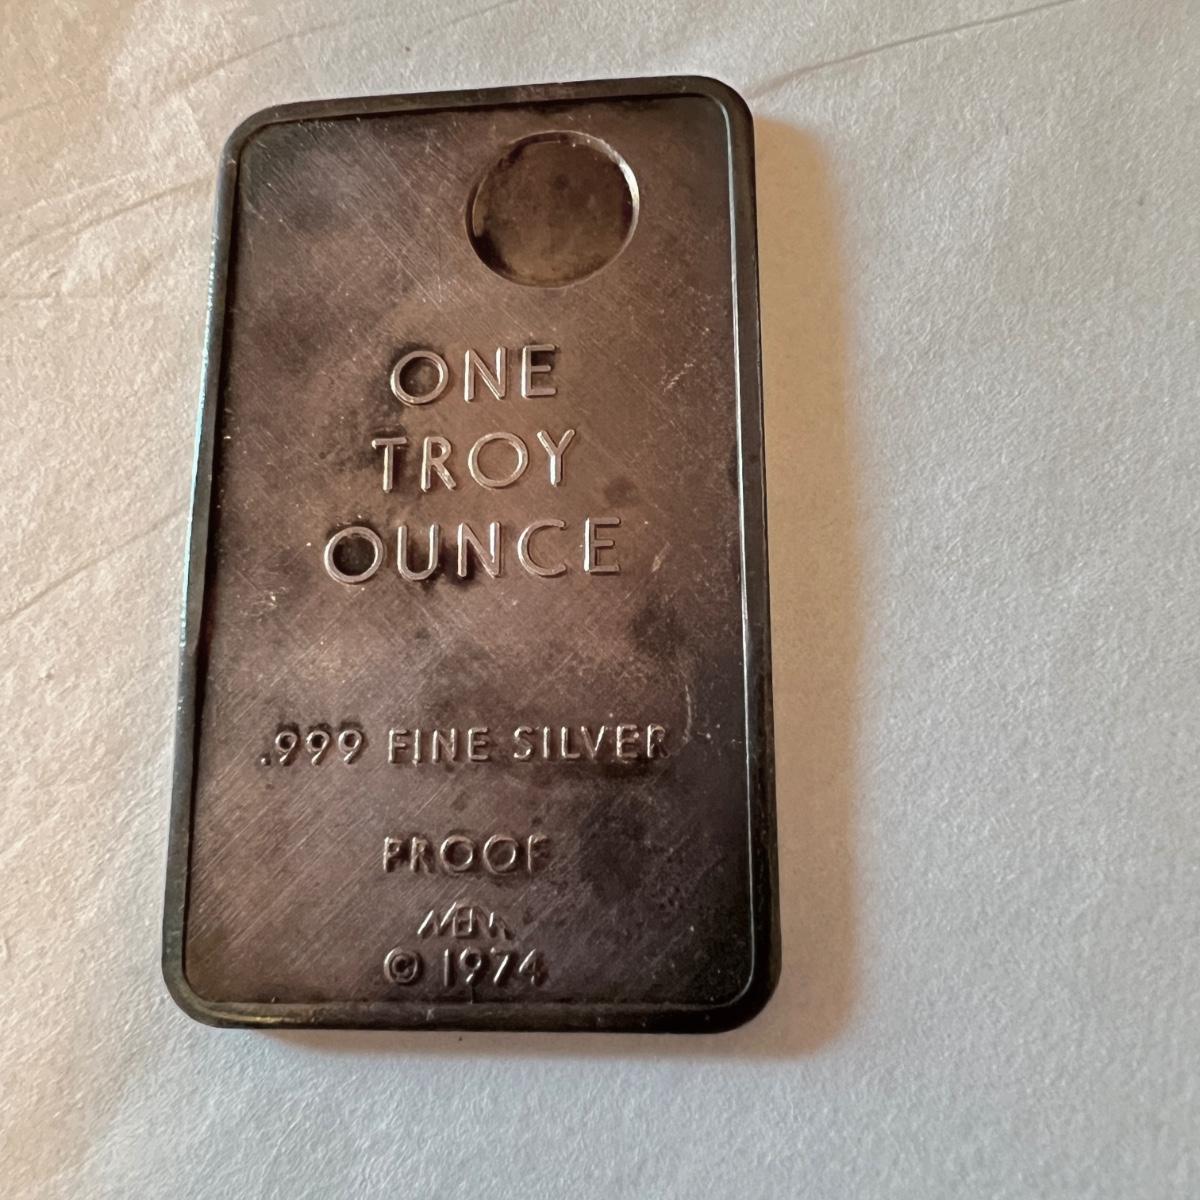 ONE
TROY
OUNCE
.999 FINE SILVER
PROOF
© 1974